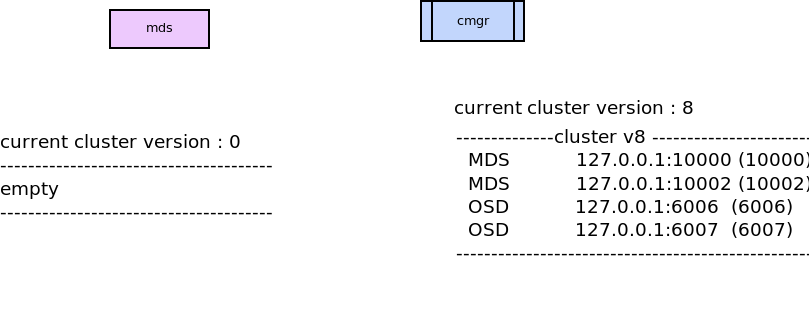 mds
cmgr
current cluster version : 0
---------------------------------------
empty
---------------------------------------
current cluster version : 8
--------------cluster v8 -----------------------
MDS 127.0.0.1:10000 (10000)
MDS 127.0.0.1:10002 (10002)
OSD 127.0.0.1:6006 (6006)
OSD 127.0.0.1:6007 (6007)
---------------------------------------------------